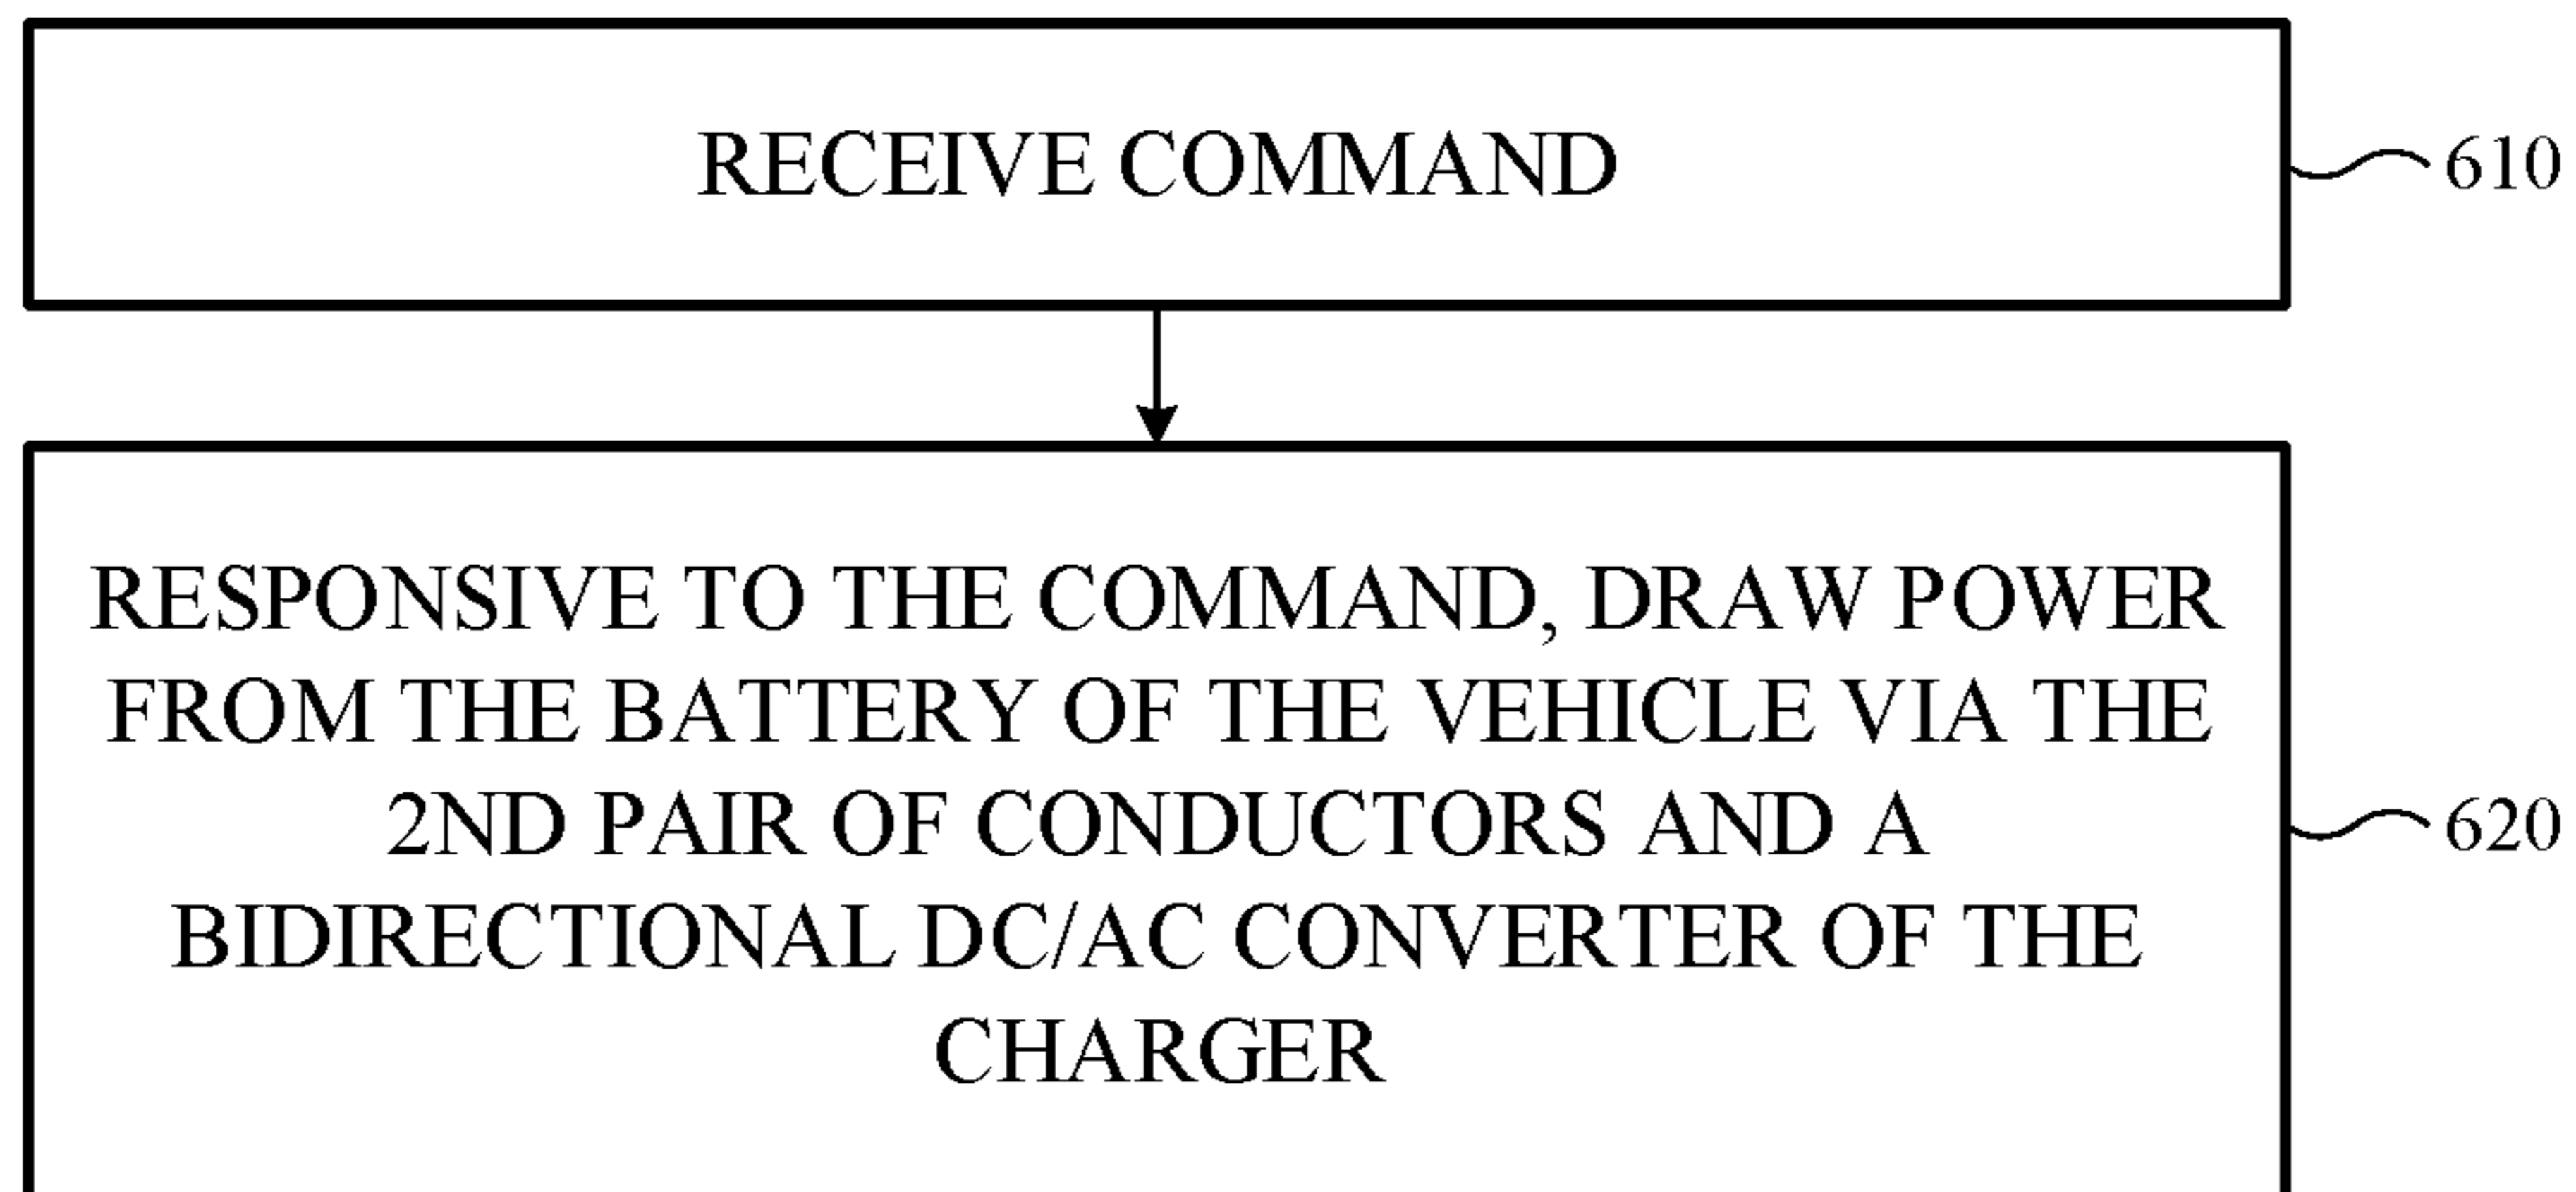 RECEIVE COMMAND
610
RESPONSIVE TO THE COMMAND, DRAW POWER
FROM THE BATTERY OF THE VEHICLE VIA THE
2ND PAIR OF CONDUCTORS AND A
620
BIDIRECTIONAL DC/AC CONVERTER OF THE
CHARGER